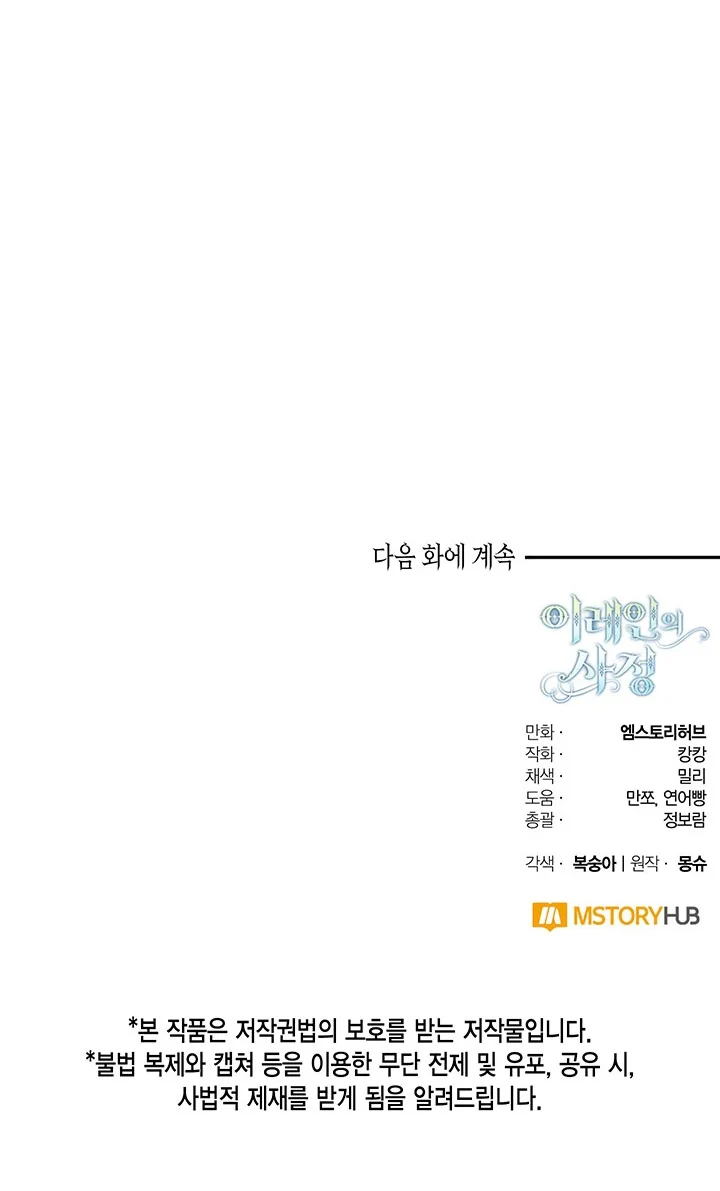 다음 화에 계속
이레인의
사정
만화 · 엠스토리허브
작화 · 캉캉
채색 · 밀리
도움 · 만쪼, 연어빵
총괄 · 정보람
각색 · 복숭아 | 원작 · 몽슈
MSTORYHUB
*본 작품은 저작권법의 보호를 받는 저작물입니다.
*불법 복제와 캡쳐 등을 이용한 무단 전제 및 유포, 공유 시,
사법적 제재를 받게 됨을 알려드립니다.